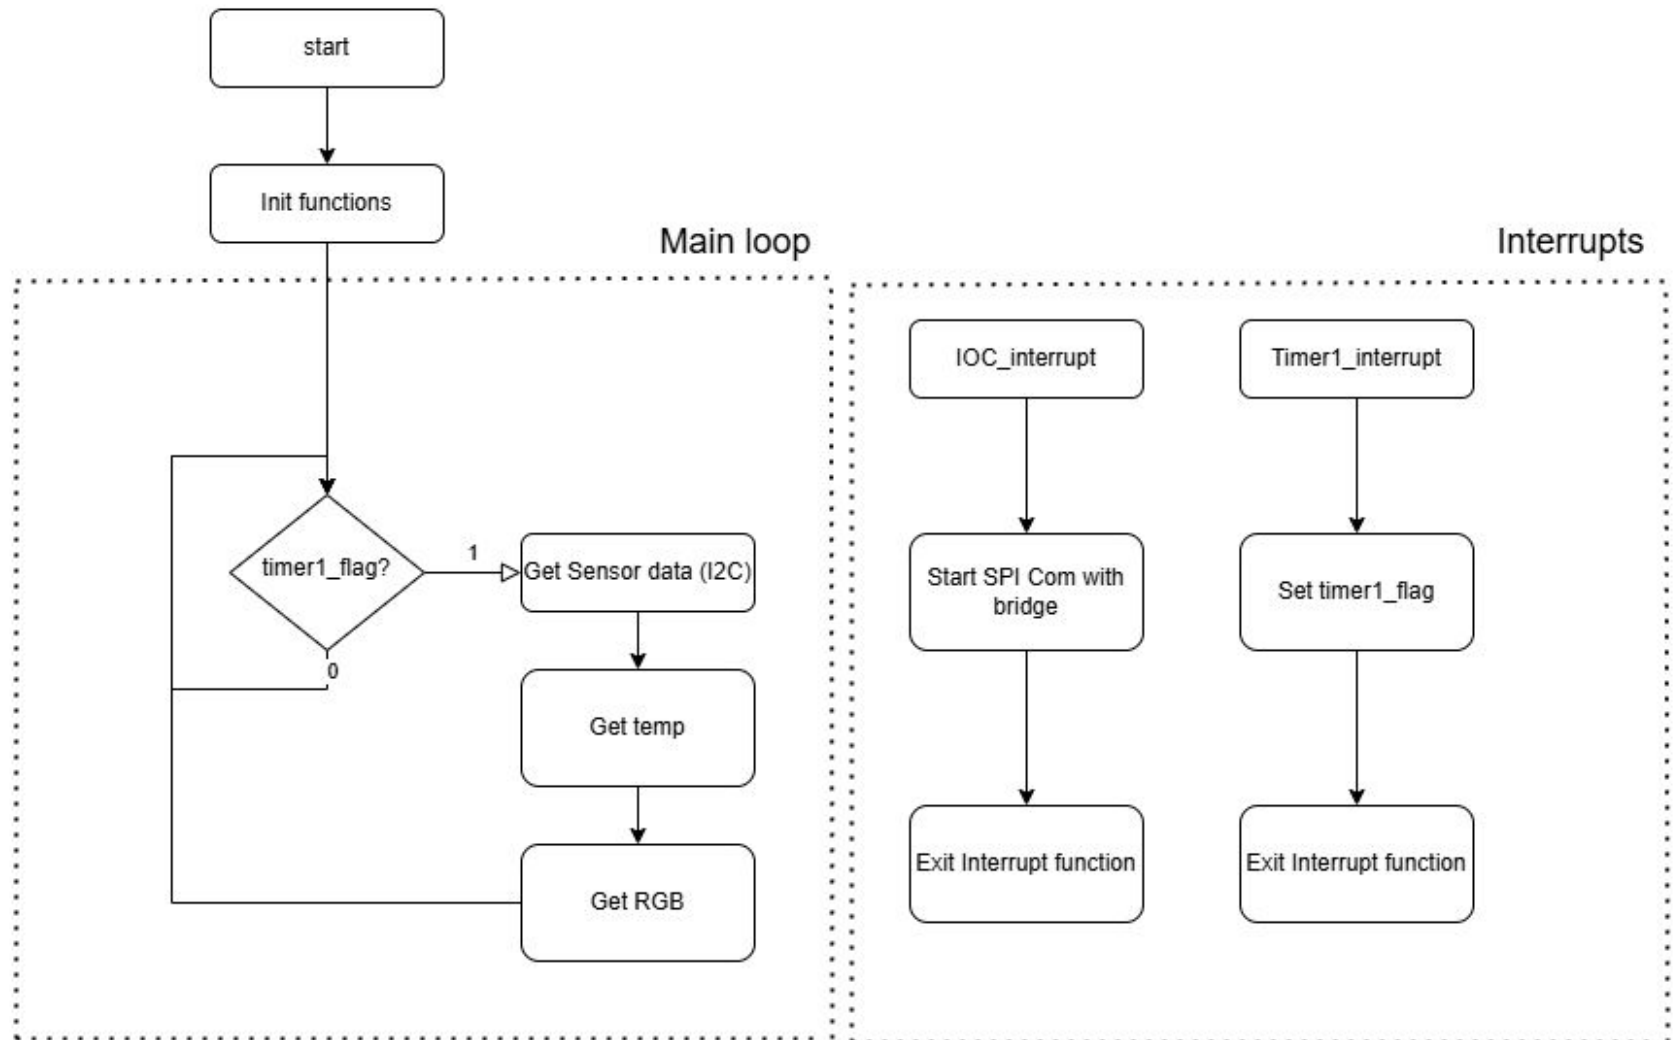 start
Init functions
Main loop
timer1_flag?
1
0
Get Sensor data (I2C)
Get temp
Get RGB
Interrupts
IOC_interrupt
Start SPI Com with
bridge
Exit Interrupt function
Timer1_interrupt
Set timer1_flag
Exit Interrupt function